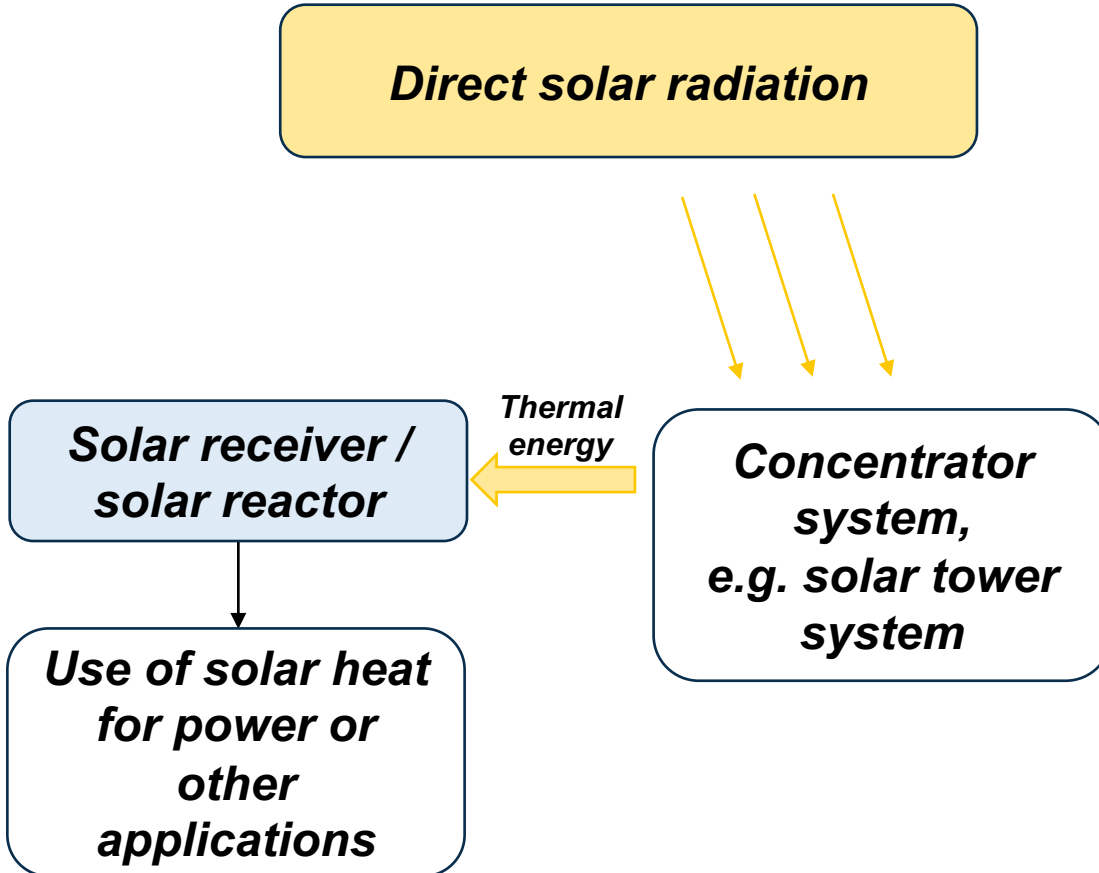 Direct solar radiation
Thermal
energy
Solar receiver /
solar reactor
Concentrator
system,
e.g. solar tower
system
Use of solar heat
for power or
other
applications